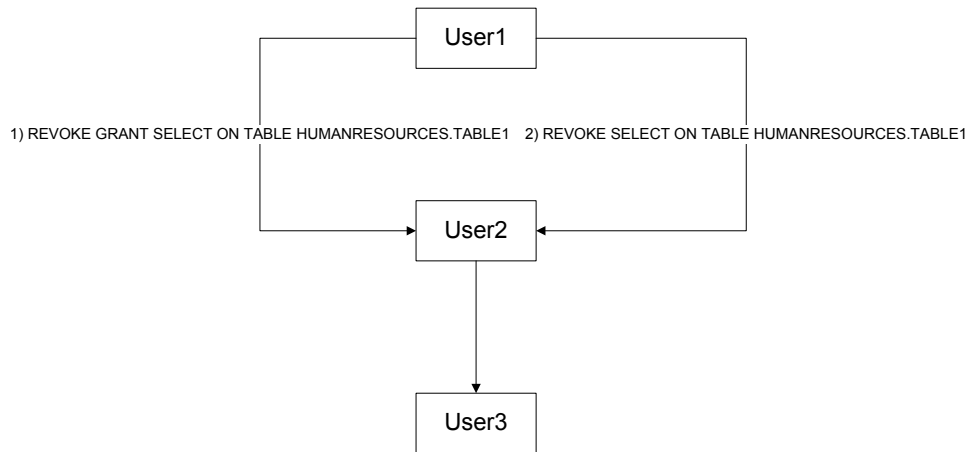 User1
1) REVOKE GRANT SELECT ON TABLE HUMANRESOURCES.TABLE1
2) REVOKE SELECT ON TABLE HUMANRESOURCES.TABLE1
User2
User3